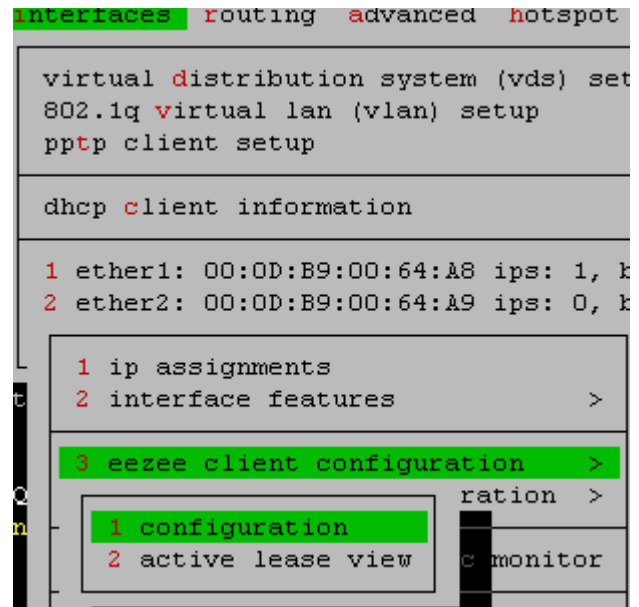 interfaces routing advanced hotspot
virtual distribution system (vds) set
802.1q virtual lan (vlan) setup
pptp client setup
dhcp client information
1 ether1: 00:0D:B9:00:64:A8 ips: 1, b
2 ether2: 00:0D:B9:00:64:A9 ips: 0, b
1 ip assignments
t 2 interface features >
3 eezee client configuration >
Q ration >
n 1 configuration
2 active lease view c monitor